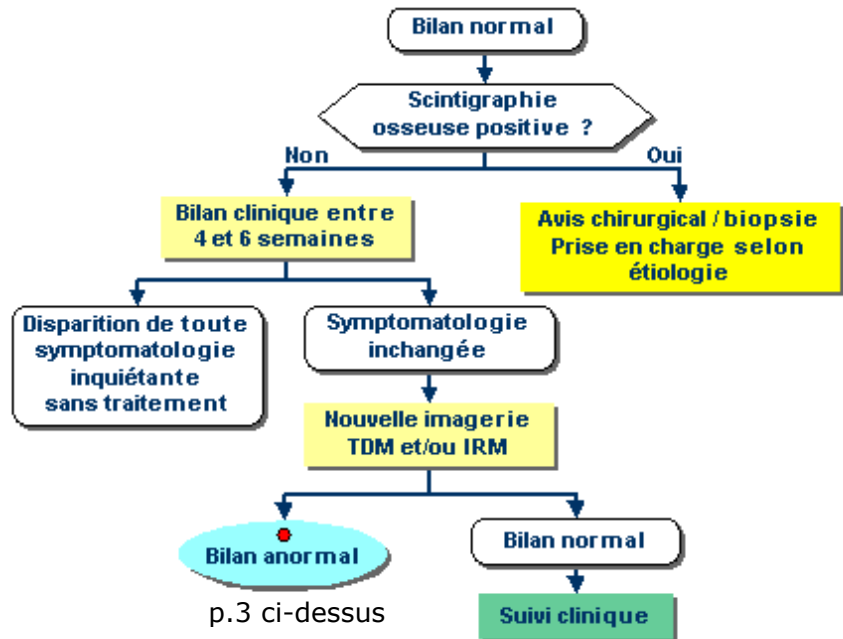 Bilan normal
Scintigraphie
osseuse positive ?
Non
Oui
Bilan clinique entre
4 et 6 semaines
Avis chirurgical / biopsie
Prise en charge selon
étiologie
Disparition de toute
symptomatologie
inquiétante
sans traitement
Symptomatologie
inchangée
Nouvelle imagerie
TDM et/ou IRM
Bilan anormal
Bilan normal
p.3 ci-dessus
Suivi clinique